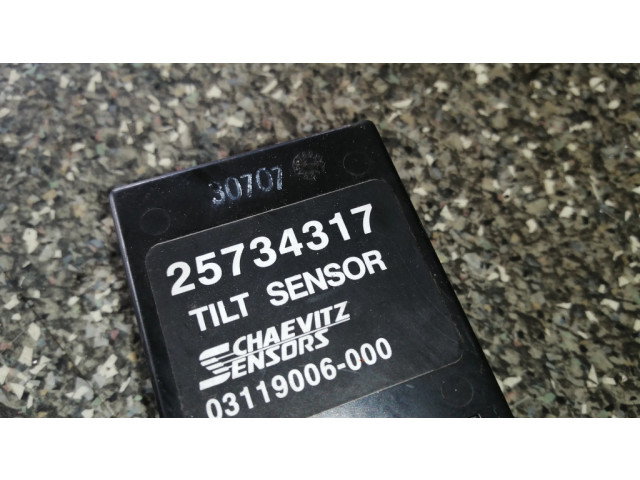 30707
25734317
TILT SENSOR
SCHAEVITZ
SENSORS
03119006-000